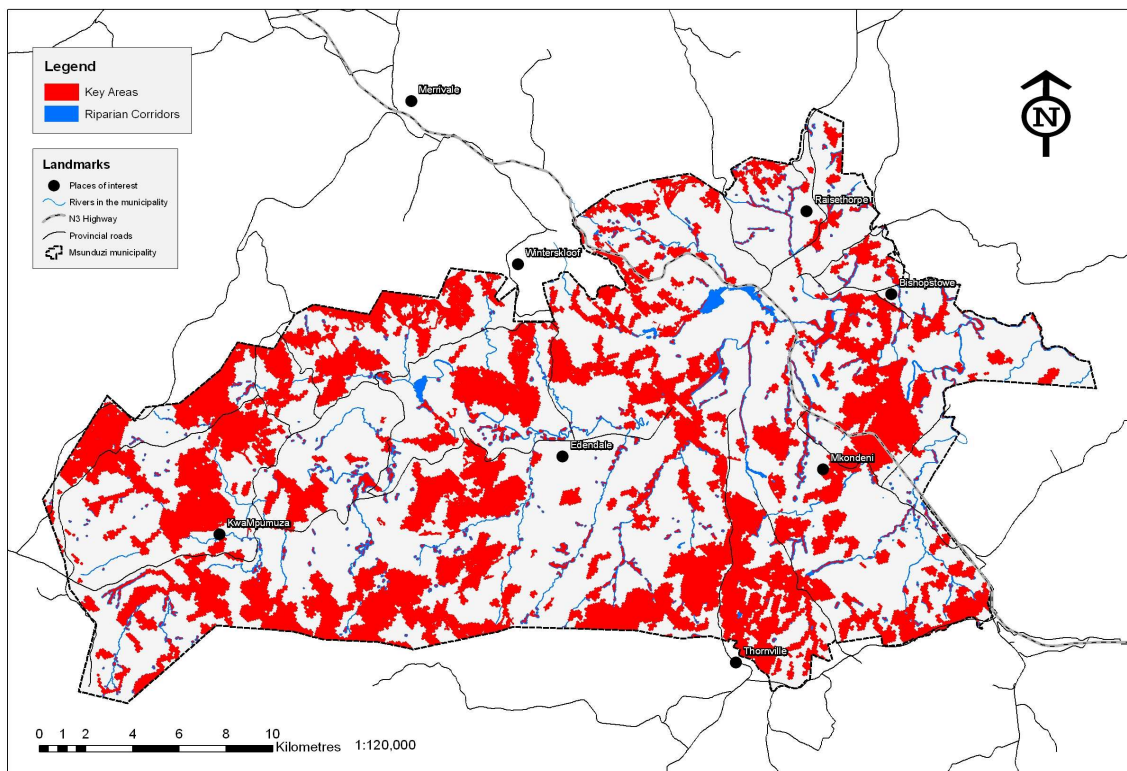 Legend
Key Areas
Riparian Corridors
Landmarks
Places of interest
Rivers in the municipality
N3 Highway
Provincial roads
Msunduzi municipality
Merrivale
N
Raisethorpe
Winterskloof
Bishopstowe
Edendale
Mkondeni
KwaMpumuza
Thornville
0 1 2 4 6 8 10
Kilometres 1:120,000